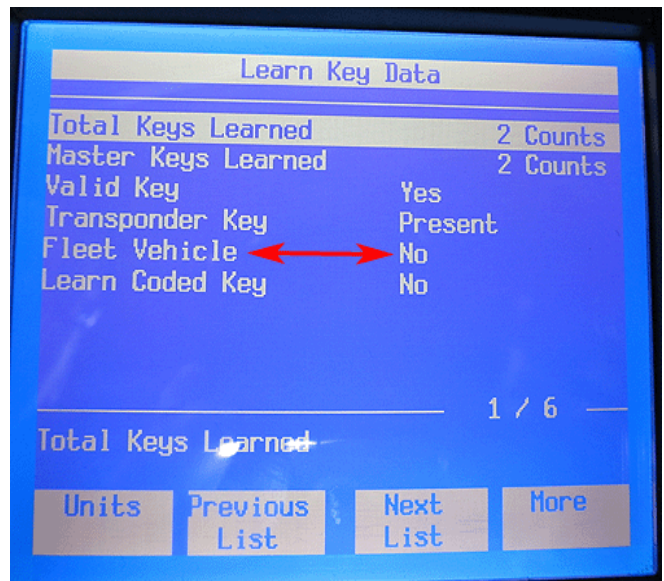 Learn Key Data
Total Keys Learned 2 Counts
Master Keys Learned 2 Counts
Valid Key Yes
Transponder Key Present
Fleet Vehicle No
Learn Coded Key No
1 / 6
Total Keys Learned
Units Previous List Next List More